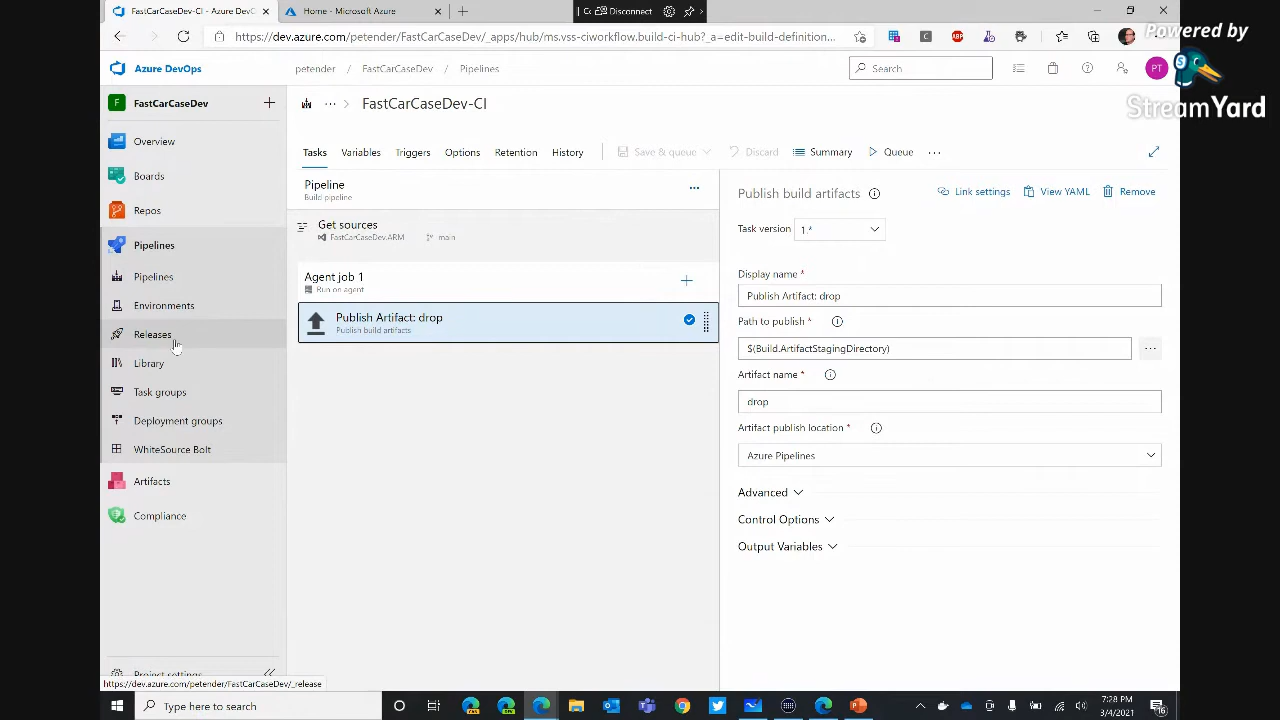 FastCarCaseDev-CI - Azure DevO
Home - Microsoft Azure
Disconnect
https://dev.azure.com/petender/FastCarCaseDev/_apps/hub/ms.vss-ciworkflow.build-ci-hub?_a=edit-build-definition...
Powered by
StreamYard
Azure DevOps
petender / FastCarCaseDev / Pipelines
Search
PT
F FastCarCaseDev
Overview
Boards
Repos
Pipelines
Pipelines
Environments
Releases
Library
Task groups
Deployment groups
WhiteSource Bolt
Artifacts
Compliance
Project settings
https://dev.azure.com/petender/FastCarCaseDev/_release
FastCarCaseDev-CI
Tasks Variables Triggers Options Retention History
Save & queue Discard Summary Queue
Pipeline
Build pipeline
Get sources
FastCarCaseDev.ARM main
Agent job 1
Run on agent
Publish Artifact: drop
Publish build artifacts
Publish build artifacts
Link settings View YAML Remove
Task version 1.*
Display name *
Publish Artifact: drop
Path to publish *
$(Build.ArtifactStagingDirectory)
Artifact name *
drop
Artifact publish location *
Azure Pipelines
Advanced
Control Options
Output Variables
Type here to search
7:28 PM
3/4/2021